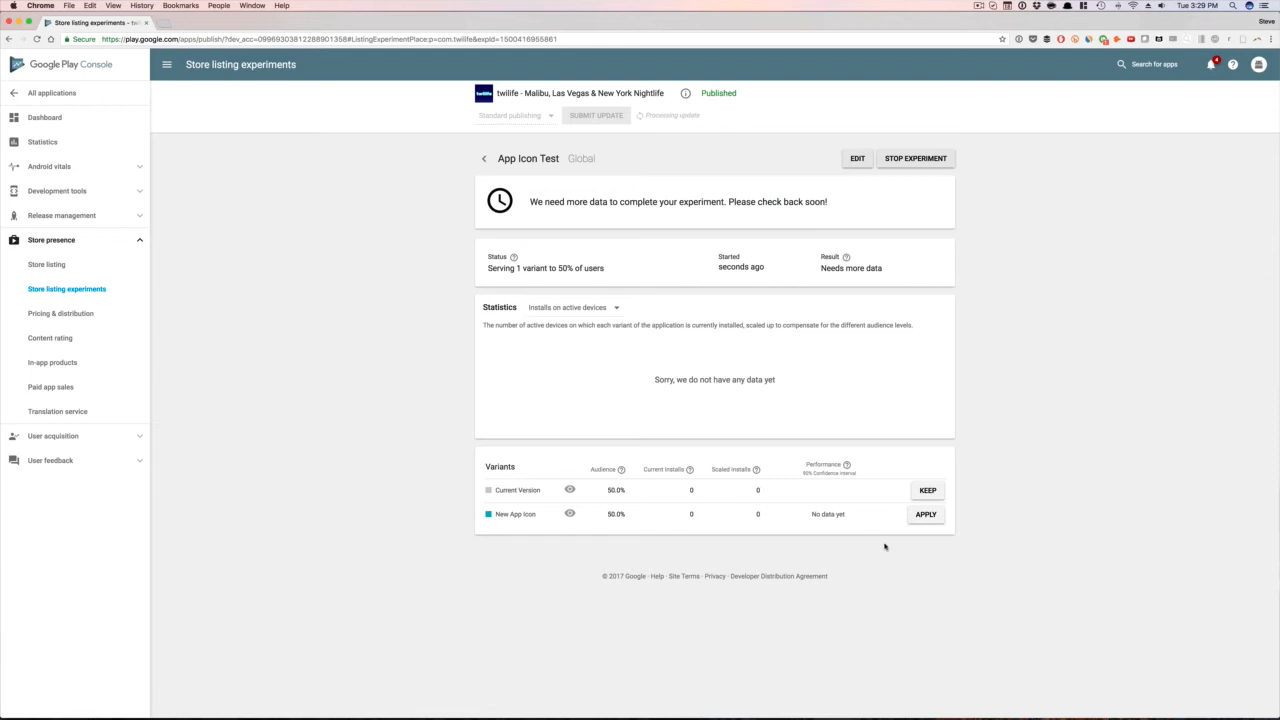 Chrome File Edit View History Bookmarks People Window Help
Tue 3:29 PM
Store listing experiments - twi
Steve
Secure https://play.google.com/apps/publish/?dev_acc=09969303812288901358#ListingExperimentPlace:p=com.twilife&expId=1500416955861
Google Play Console
Store listing experiments
Search for apps
4
All applications
Dashboard
Statistics
Android vitals
Development tools
Release management
Store presence
Store listing
Store listing experiments
Pricing & distribution
Content rating
In-app products
Paid app sales
Translation service
User acquisition
User feedback
twilife
twilife - Malibu, Las Vegas & New York Nightlife
Published
Standard publishing
SUBMIT UPDATE
Processing update
App Icon Test Global
EDIT
STOP EXPERIMENT
We need more data to complete your experiment. Please check back soon!
Status
Started
Result
Serving 1 variant to 50% of users
seconds ago
Needs more data
Statistics Installs on active devices
The number of active devices on which each variant of the application is currently installed, scaled up to compensate for the different audience levels.
Sorry, we do not have any data yet
Variants Audience Current Installs Scaled Installs Performance
90% Confidence interval
Current Version 50.0% 0 0 KEEP
New App Icon 50.0% 0 0 No data yet APPLY
© 2017 Google · Help · Site Terms · Privacy · Developer Distribution Agreement